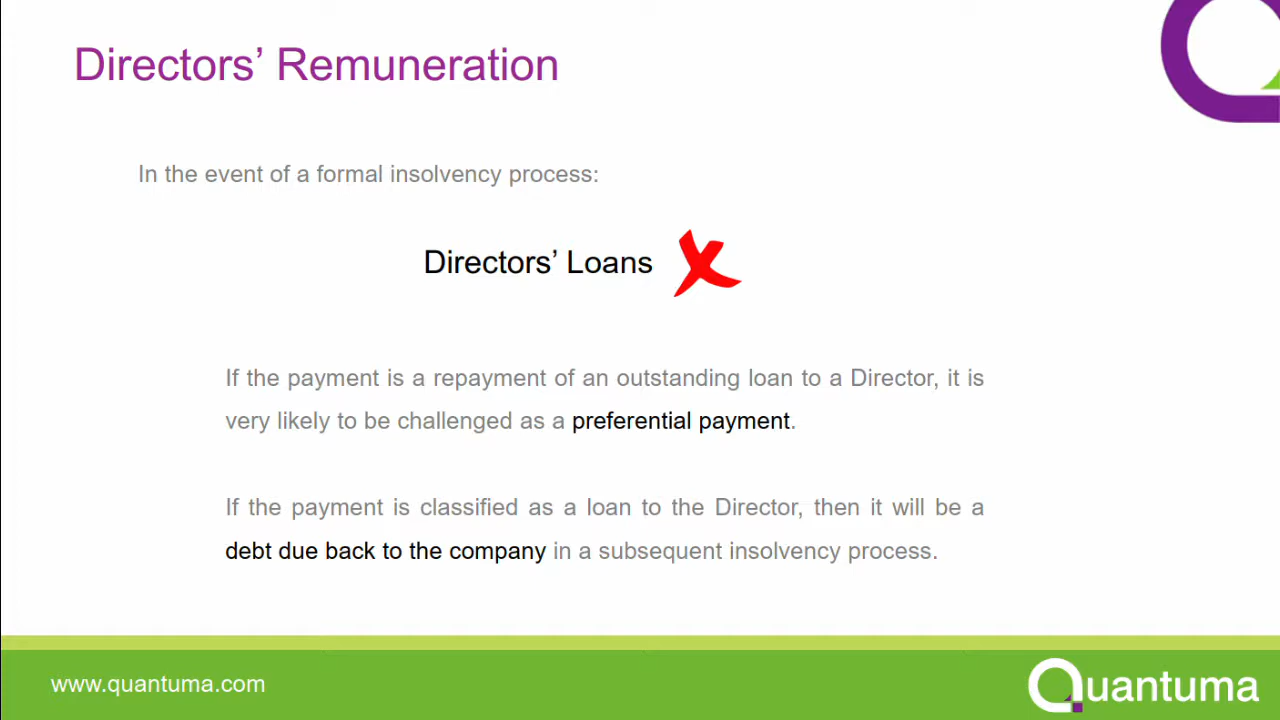 Directors’ Remuneration
In the event of a formal insolvency process:
Directors’ Loans
If the payment is a repayment of an outstanding loan to a Director, it is
very likely to be challenged as a preferential payment.
If the payment is classified as a loan to the Director, then it will be a
debt due back to the company in a subsequent insolvency process.
www.quantuma.com
Quantuma